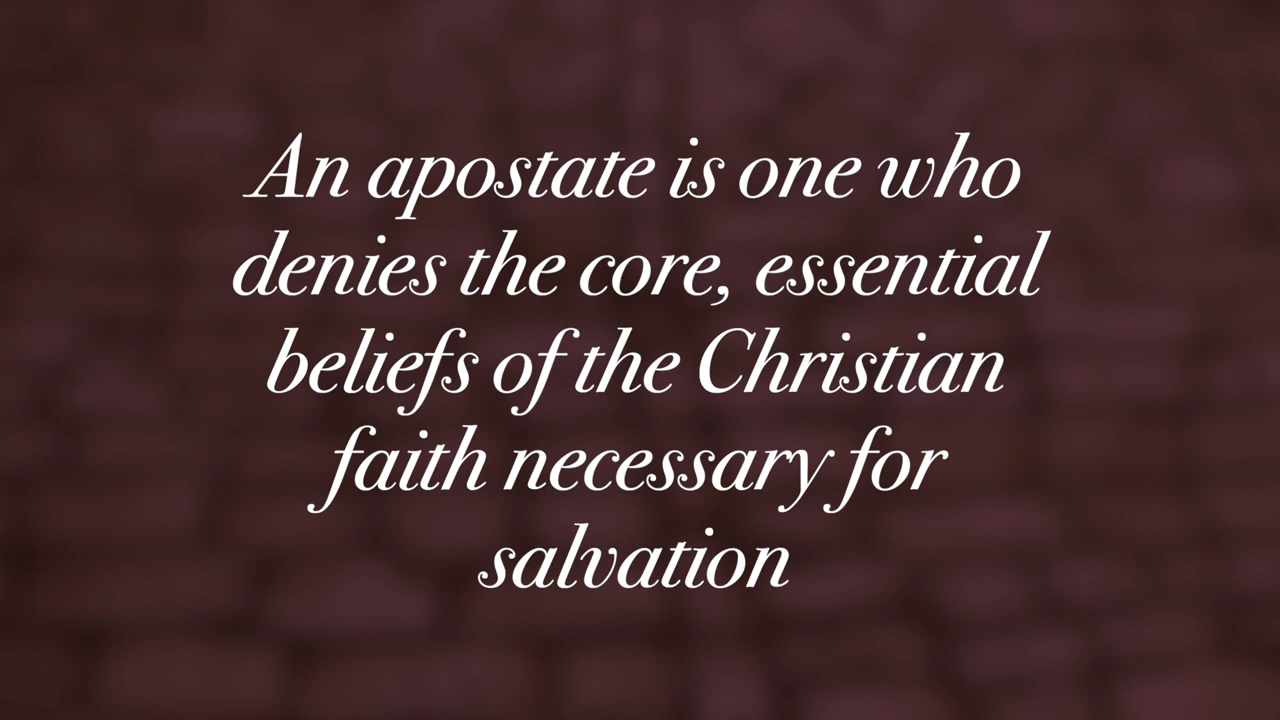 An apostate is one who
denies the core, essential
beliefs of the Christian
faith necessary for
salvation